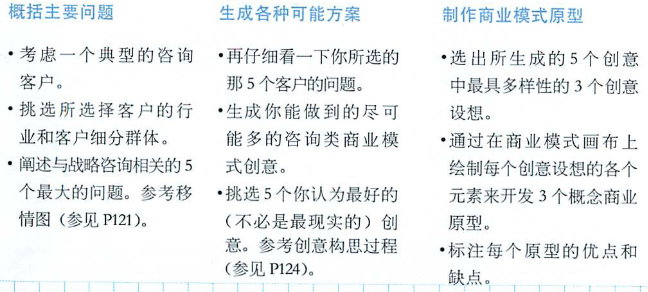 概括主要问题
• 考虑一个典型的咨询
客户。
• 挑选所选择客户的行
业和客户细分群体。
• 阐述与战略咨询相关的5
个最大的问题。参考移
情图（参见 P121）。
生成各种可能方案
•再仔细看一下你所选的
那 5 个客户的问题。
•生成你能做到的尽可
能多的咨询类商业模
式创意。
•挑选5个你认为最好的
（不必是最现实的）创
意。参考创意构思过程
（参见 P124）。
制作商业模式原型
•选出所生成的 5 个创意
中最具多样性的 3 个创意
设想。
•通过在商业模式画布上
绘制每个创意设想的各个
元素来开发 3 个概念商业
原型。
•标注每个原型的优点和
缺点。